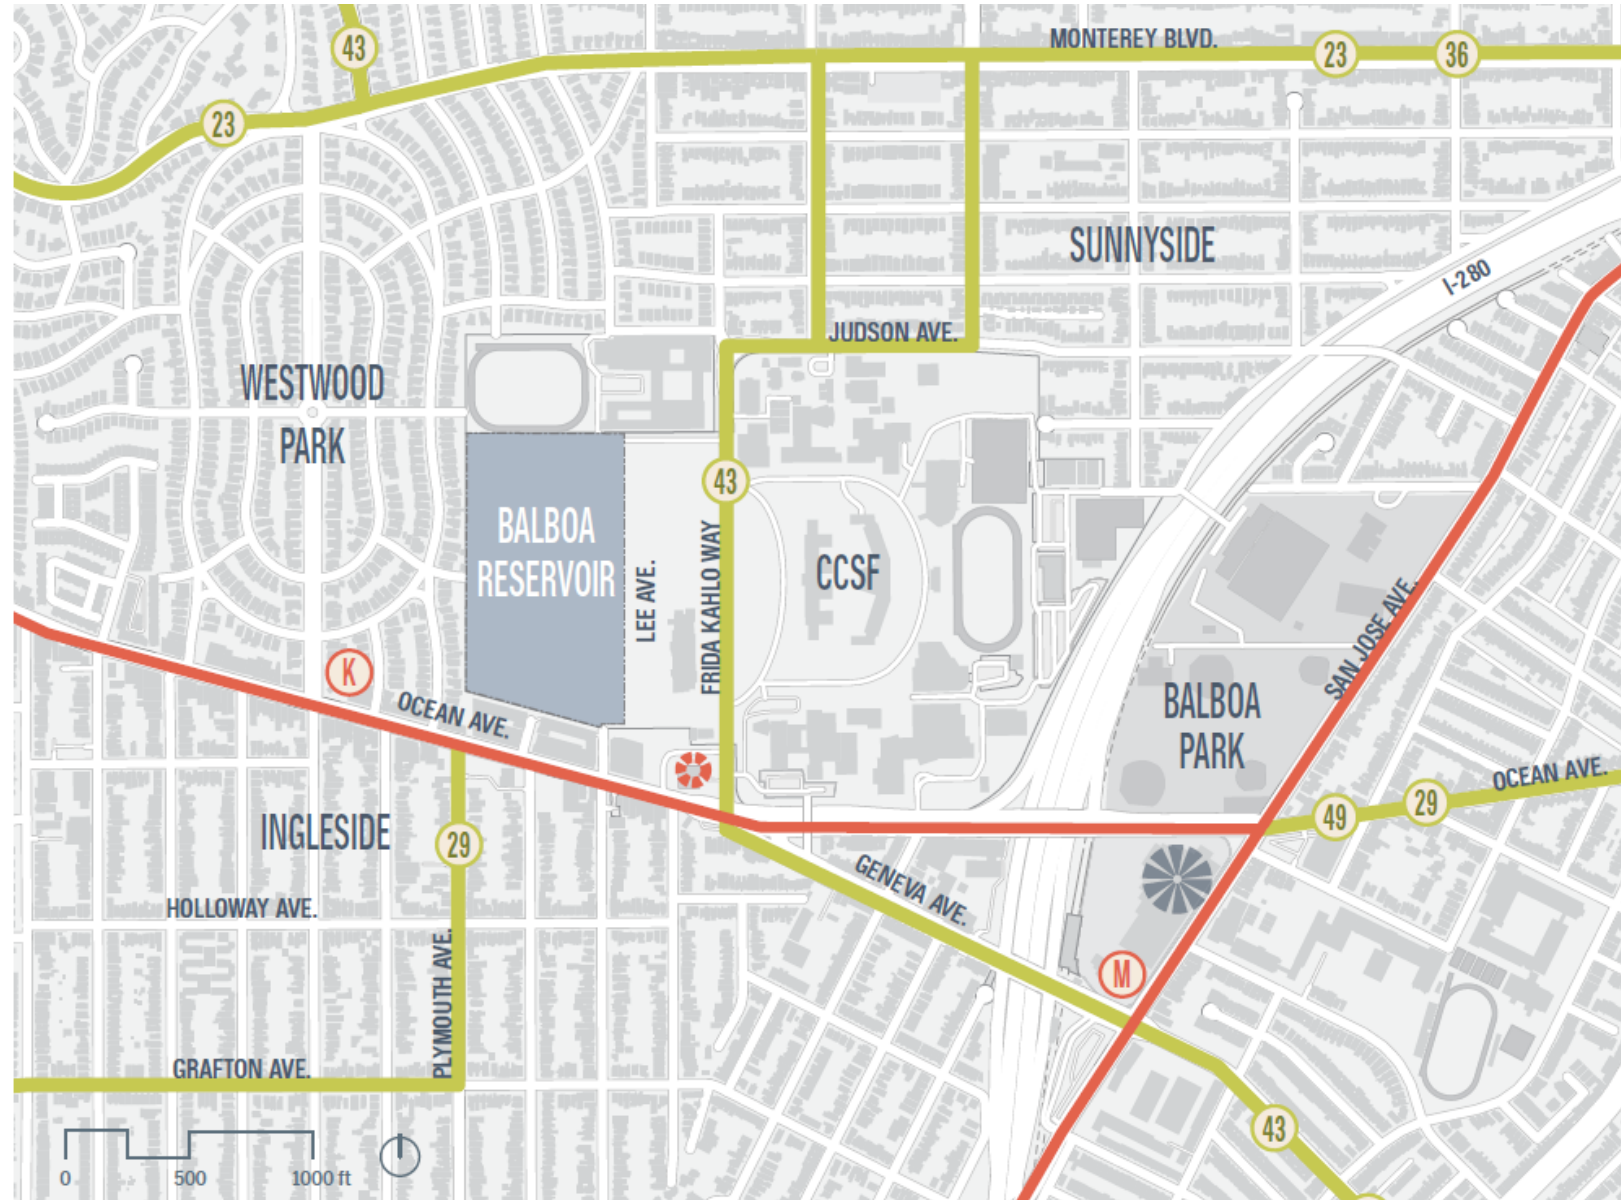 43
MONTEREY BLVD.
23
36
23
SUNNYSIDE
I-280
JUDSON AVE.
WESTWOOD
PARK
43
BALBOA
RESERVOIR
LEE AVE.
FRIDA KAHLO WAY
CCSF
SAN JOSE AVE.
K
OCEAN AVE.
BALBOA
PARK
OCEAN AVE.
49
29
INGLESIDE
29
GENEVA AVE.
HOLLOWAY AVE.
PLYMOUTH AVE.
M
GRAFTON AVE.
43
0
500
1000 ft